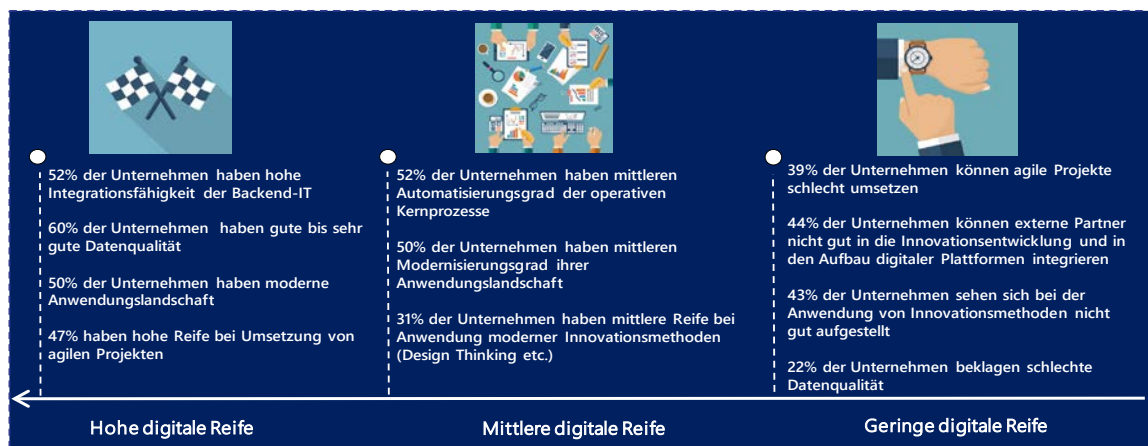 52% der Unternehmen haben hohe
Integrationsfähigkeit der Backend-IT
60% der Unternehmen haben gute bis sehr
gute Datenqualität
50% der Unternehmen haben moderne
Anwendungslandschaft
47% haben hohe Reife bei Umsetzung von
agilen Projekten
Hohe digitale Reife
52% der Unternehmen haben mittleren
Automatisierungsgrad der operativen
Kernprozesse
50% der Unternehmen haben mittleren
Modernisierungsgrad ihrer
Anwendungslandschaft
31% der Unternehmen haben mittlere Reife bei
Anwendung moderner Innovationsmethoden
(Design Thinking etc.)
Mittlere digitale Reife
39% der Unternehmen können agile Projekte
schlecht umsetzen
44% der Unternehmen können externe Partner
nicht gut in die Innovationsentwicklung und in
den Aufbau digitaler Plattformen integrieren
43% der Unternehmen sehen sich bei der
Anwendung von Innovationsmethoden nicht
gut aufgestellt
22% der Unternehmen beklagen schlechte
Datenqualität
Geringe digitale Reife